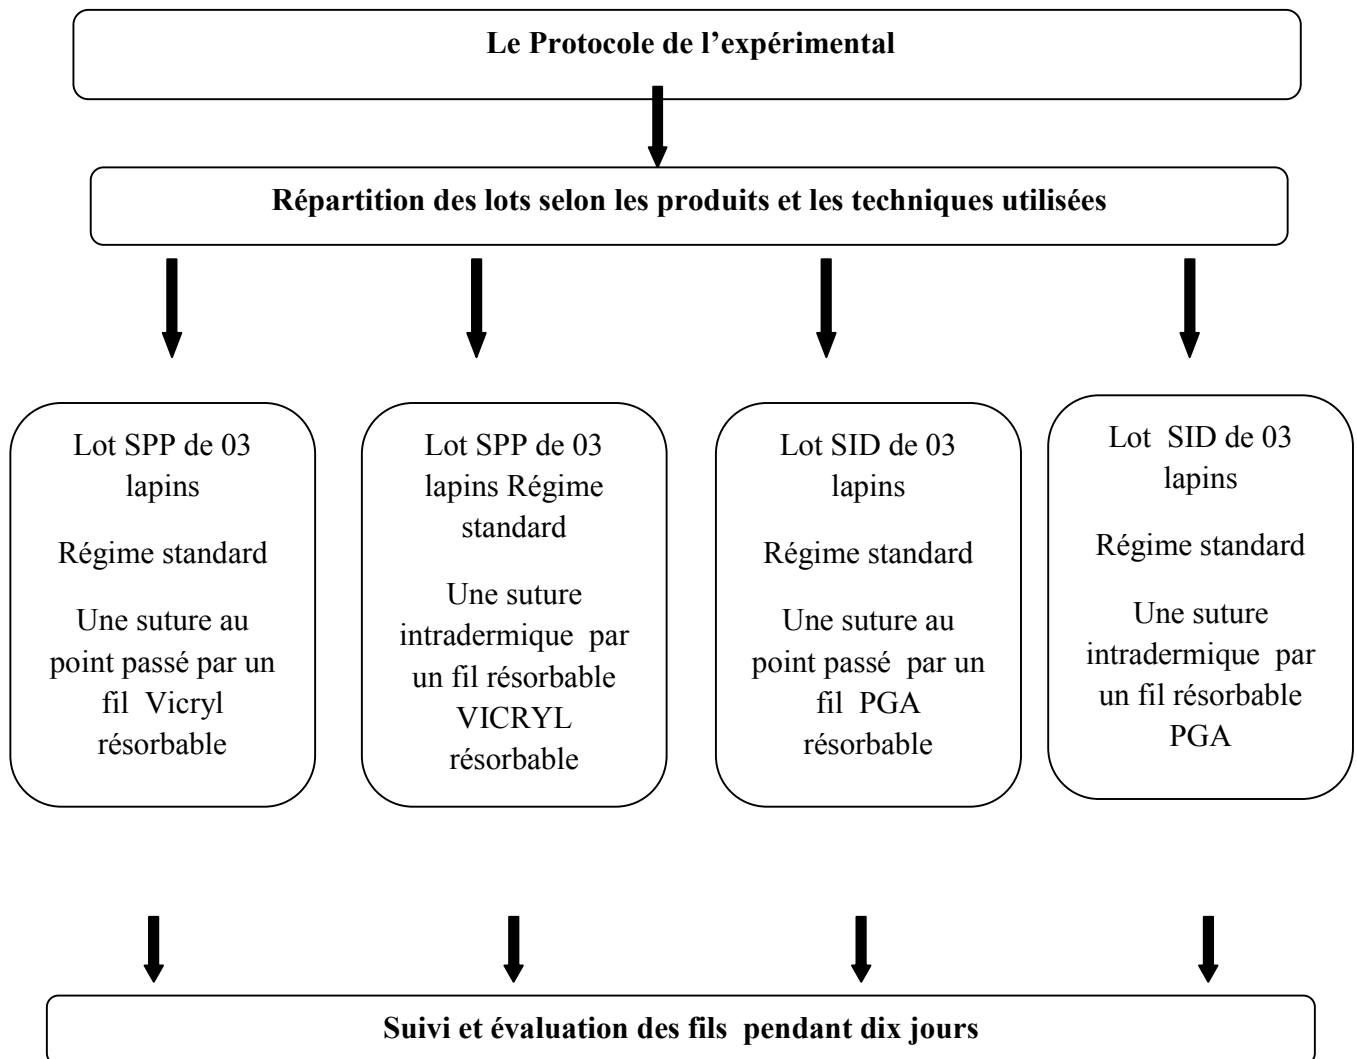 Le Protocole de l’expérimental
Répartition des lots selon les produits et les techniques utilisées
Lot SPP de 03
lapins
Régime standard
Une suture au
point passé par un
fil Vicryl
résorbable
Lot SPP de 03
lapins Régime
standard
Une suture
intradermique par
un fil résorbable
VICRYL
résorbable
Lot SID de 03
lapins
Régime standard
Une suture au
point passé par un
fil PGA
résorbable
Lot SID de 03
lapins
Régime standard
Une suture
intradermique par
un fil résorbable
PGA
Suivi et évaluation des fils pendant dix jours